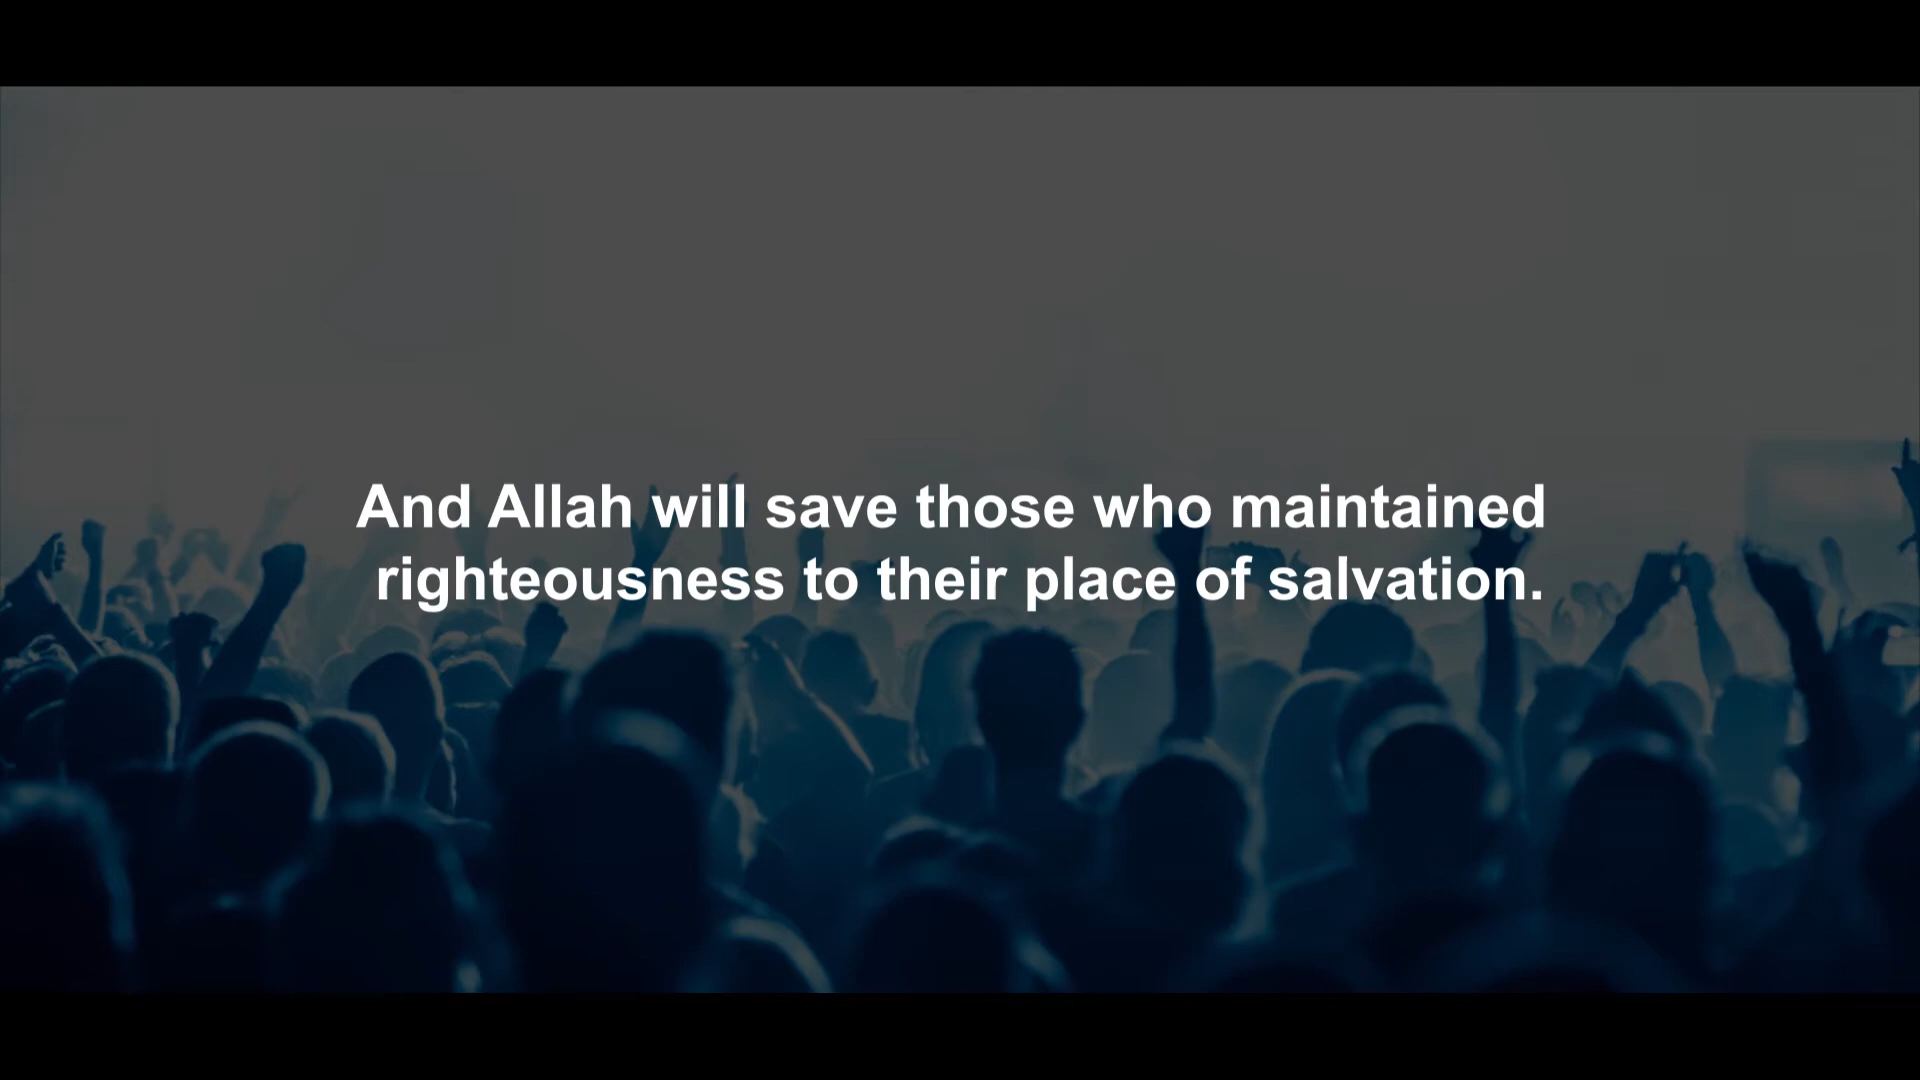 And Allah will save those who maintained
righteousness to their place of salvation.